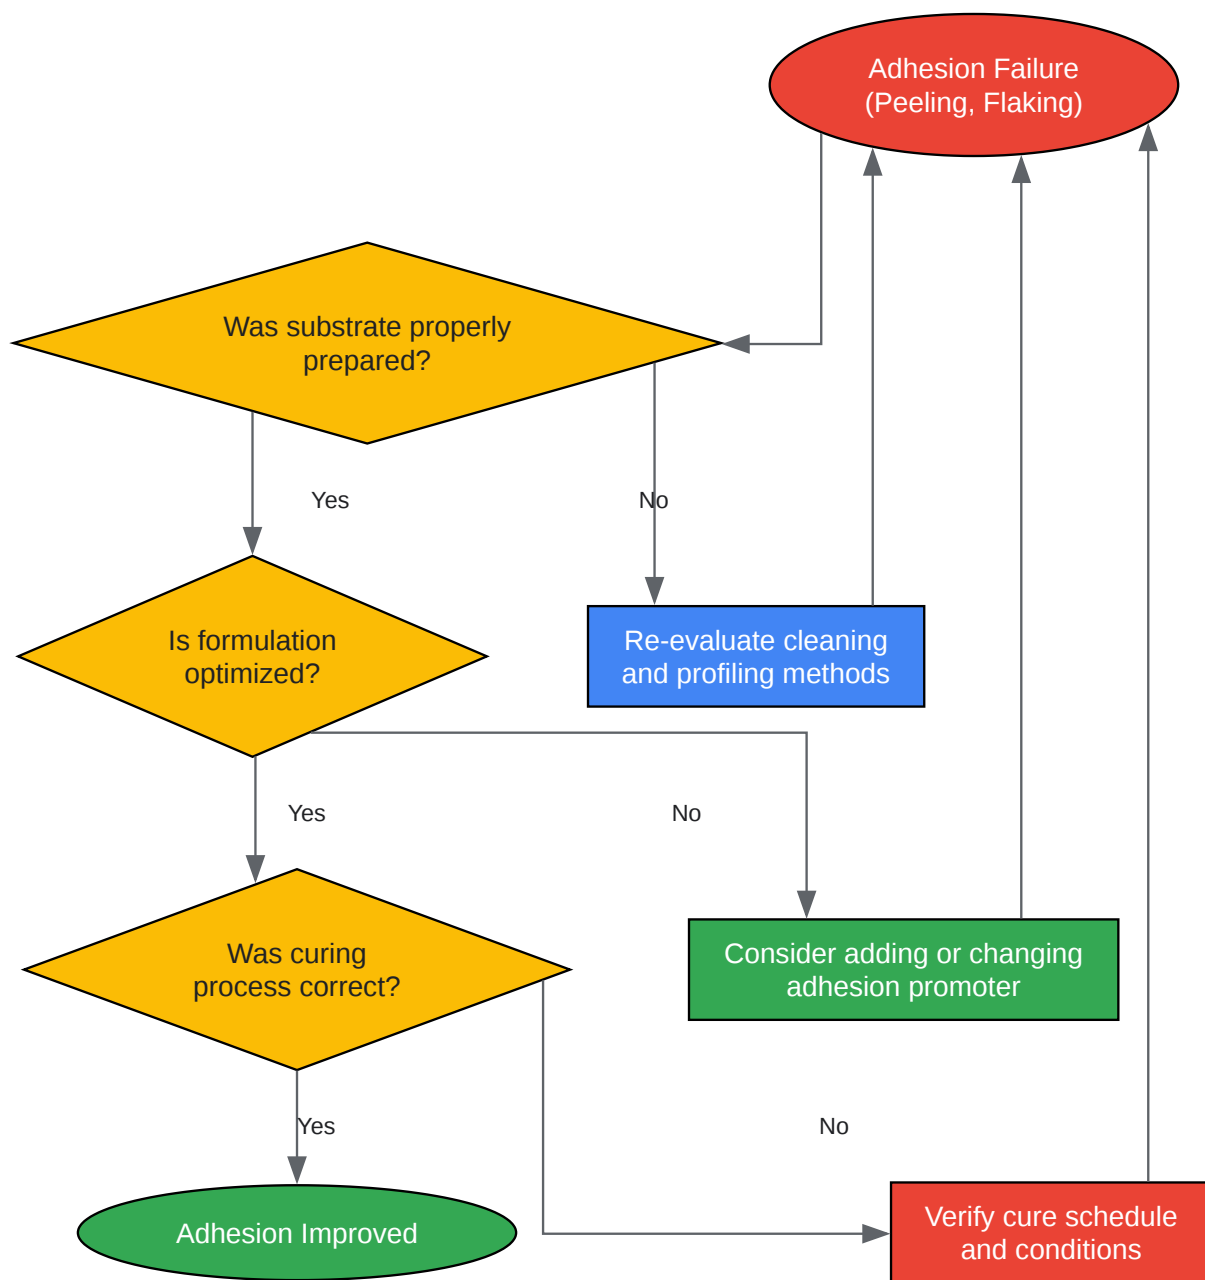 Adhesion Failure
(Peeling, Flaking)
Was substrate properly
prepared?
Yes
No
Is formulation
optimized?
Re-evaluate cleaning
and profiling methods
Yes
No
Was curing
process correct?
Consider adding or changing
adhesion promoter
Yes
No
Adhesion Improved
Verify cure schedule
and conditions